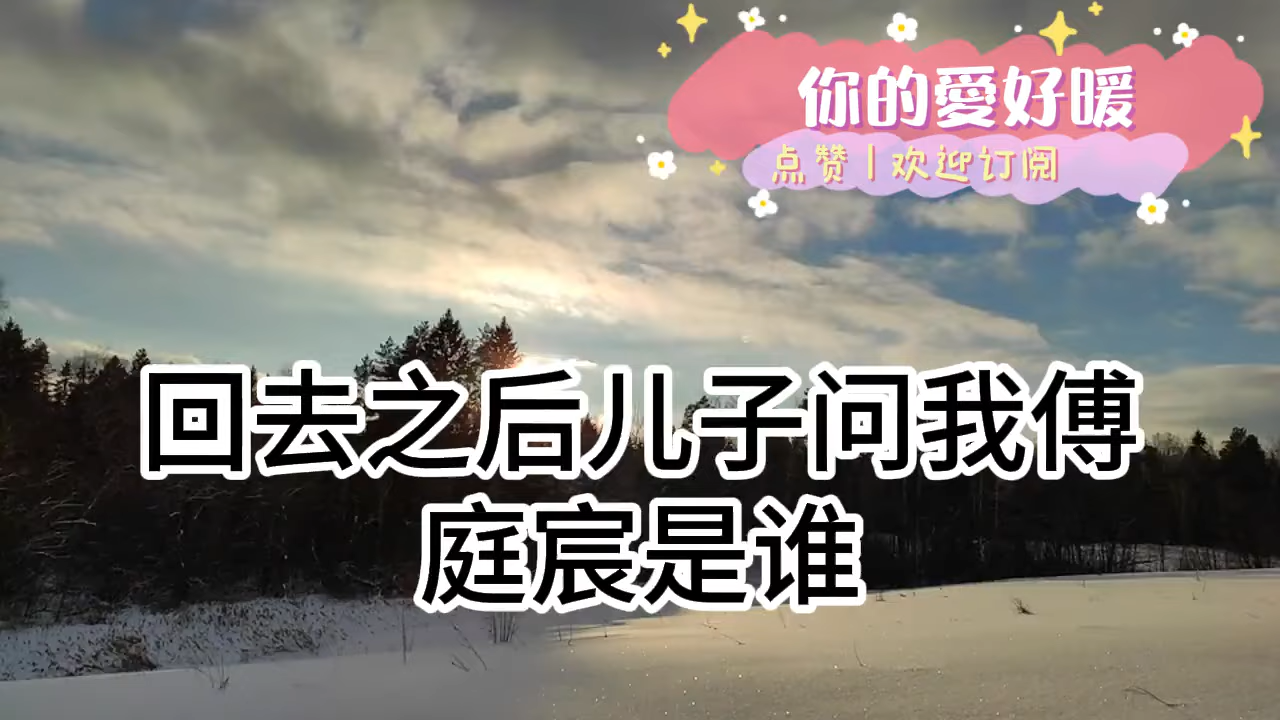 你的愛好暖
点赞 | 欢迎订阅
回去之后儿子问我傅
庭宸是谁